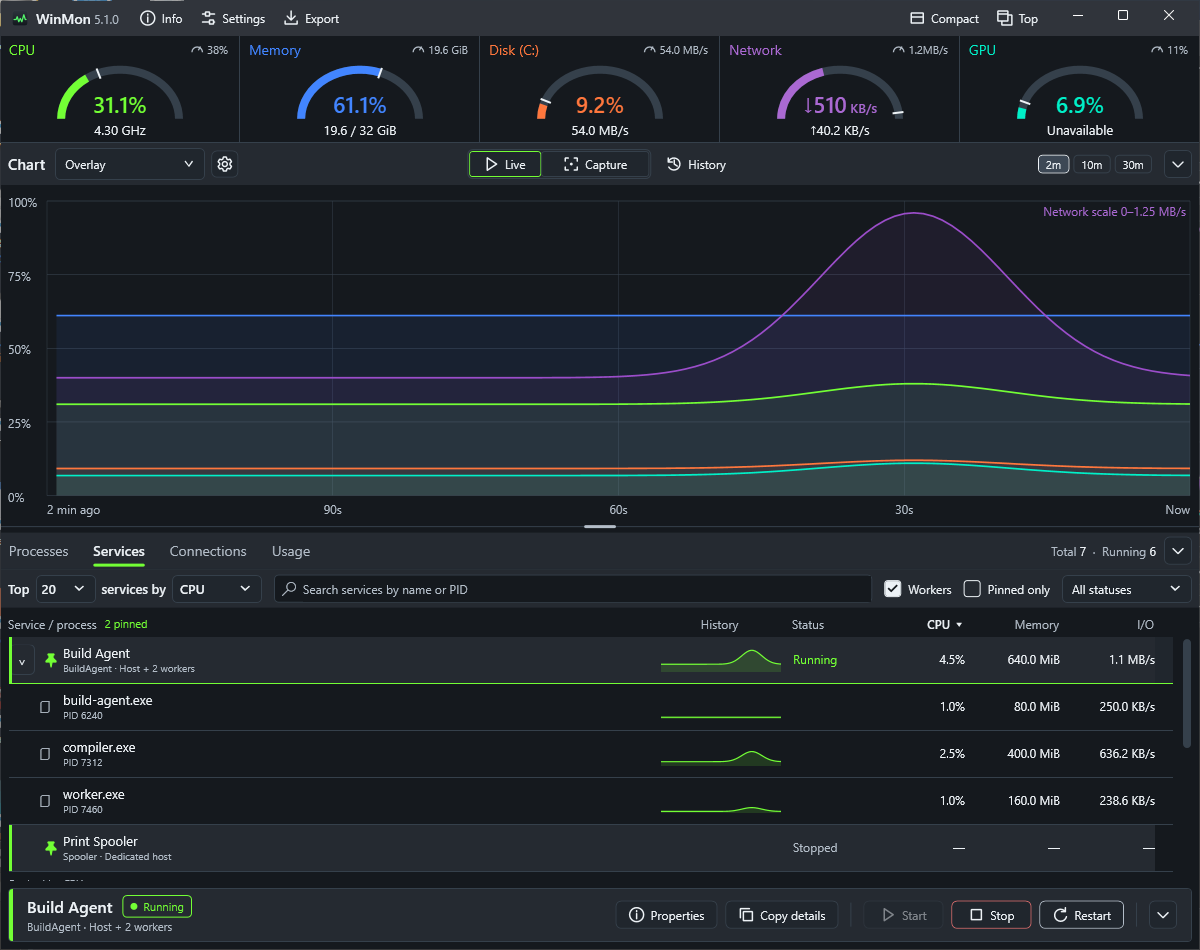 WinMon 5.1.0 Info Settings Export Compact Top
CPU 38% Memory 19.6 GiB Disk (C:) 54.0 MB/s Network 1.2MB/s GPU 11%
31.1% 61.1% 9.2% ↓510 KB/s 6.9%
4.30 GHz 19.6 / 32 GiB 54.0 MB/s ↑40.2 KB/s Unavailable
Chart Overlay Live Capture History 2m 10m 30m
100%
Network scale 0–1.25 MB/s
75%
50%
25%
0%
2 min ago 90s 60s 30s Now
Processes Services Connections Usage Total 7 · Running 6
Top 20 services by CPU Search services by name or PID Workers Pinned only All statuses
Service / process 2 pinned History Status CPU ▼ Memory I/O
Build Agent
BuildAgent · Host + 2 workers
Running 4.5% 640.0 MiB 1.1 MB/s
build-agent.exe
PID 6240
1.0% 80.0 MiB 250.0 KB/s
compiler.exe
PID 7312
2.5% 400.0 MiB 636.2 KB/s
worker.exe
PID 7460
1.0% 160.0 MiB 238.6 KB/s
Print Spooler
Spooler · Dedicated host
Stopped — — —
Build Agent Running
BuildAgent · Host + 2 workers
Properties Copy details Start Stop Restart